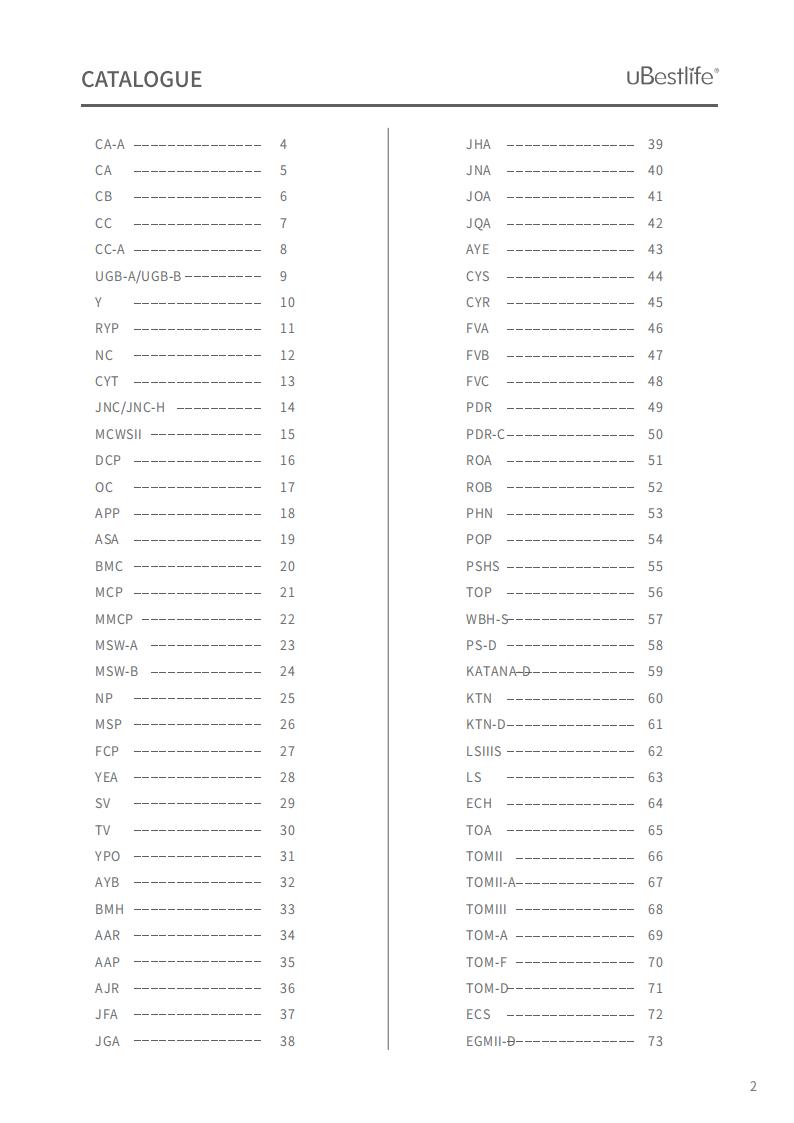 CATALOGUE
uBestlife®
CA-A 4
CA 5
CB 6
CC 7
CC-A 8
UGB-A/UGB-B 9
Y 10
RYP 11
NC 12
CYT 13
JNC/JNC-H 14
MCWSII 15
DCP 16
OC 17
APP 18
ASA 19
BMC 20
MCP 21
MMCP 22
MSW-A 23
MSW-B 24
NP 25
MSP 26
FCP 27
YEA 28
SV 29
TV 30
YPO 31
AYB 32
BMH 33
AAR 34
AAP 35
AJR 36
JFA 37
JGA 38
JHA 39
JNA 40
JOA 41
JQA 42
AYE 43
CYS 44
CYR 45
FVA 46
FVB 47
FVC 48
PDR 49
PDR-C 50
ROA 51
ROB 52
PHN 53
POP 54
PSHS 55
TOP 56
WBH-S 57
PS-D 58
KATANA-D 59
KTN 60
KTN-D 61
LSIIIS 62
LS 63
ECH 64
TOA 65
TOMII 66
TOMII-A 67
TOMIII 68
TOM-A 69
TOM-F 70
TOM-D 71
ECS 72
EGMII-D 73
2